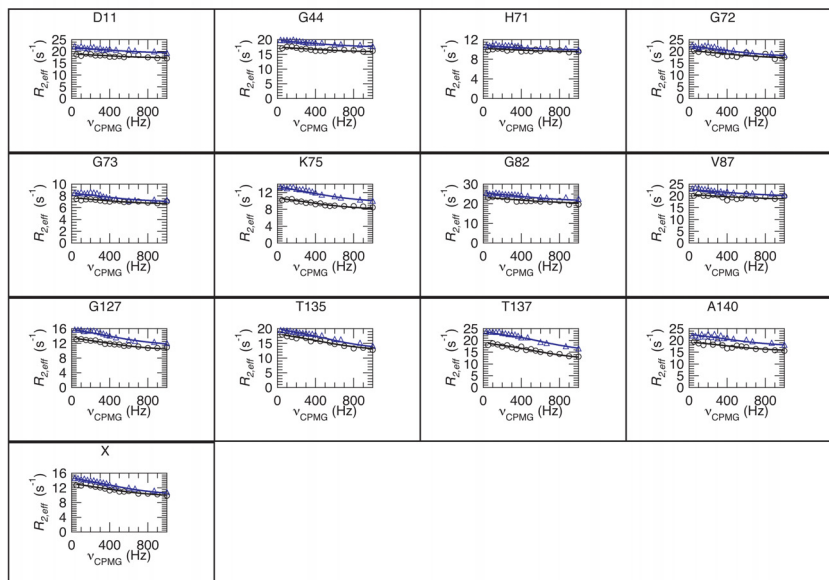 D11
R2,eff (s-1)
25
20
15
10
5
0
0 400 800
νCPMG (Hz)
G44
R2,eff (s-1)
20
15
10
5
0
0 400 800
νCPMG (Hz)
H71
R2,eff (s-1)
12
8
4
0
0 400 800
νCPMG (Hz)
G72
R2,eff (s-1)
25
20
15
10
5
0
0 400 800
νCPMG (Hz)
G73
R2,eff (s-1)
10
8
6
4
2
0
0 400 800
νCPMG (Hz)
K75
R2,eff (s-1)
12
8
4
0
0 400 800
νCPMG (Hz)
G82
R2,eff (s-1)
30
20
10
0
0 400 800
νCPMG (Hz)
V87
R2,eff (s-1)
25
20
15
10
5
0
0 400 800
νCPMG (Hz)
G127
R2,eff (s-1)
16
12
8
4
0
0 400 800
νCPMG (Hz)
T135
R2,eff (s-1)
20
15
10
5
0
0 400 800
νCPMG (Hz)
T137
R2,eff (s-1)
25
20
15
10
5
0
0 400 800
νCPMG (Hz)
A140
R2,eff (s-1)
25
20
15
10
5
0
0 400 800
νCPMG (Hz)
X
R2,eff (s-1)
16
12
8
4
0
0 400 800
νCPMG (Hz)